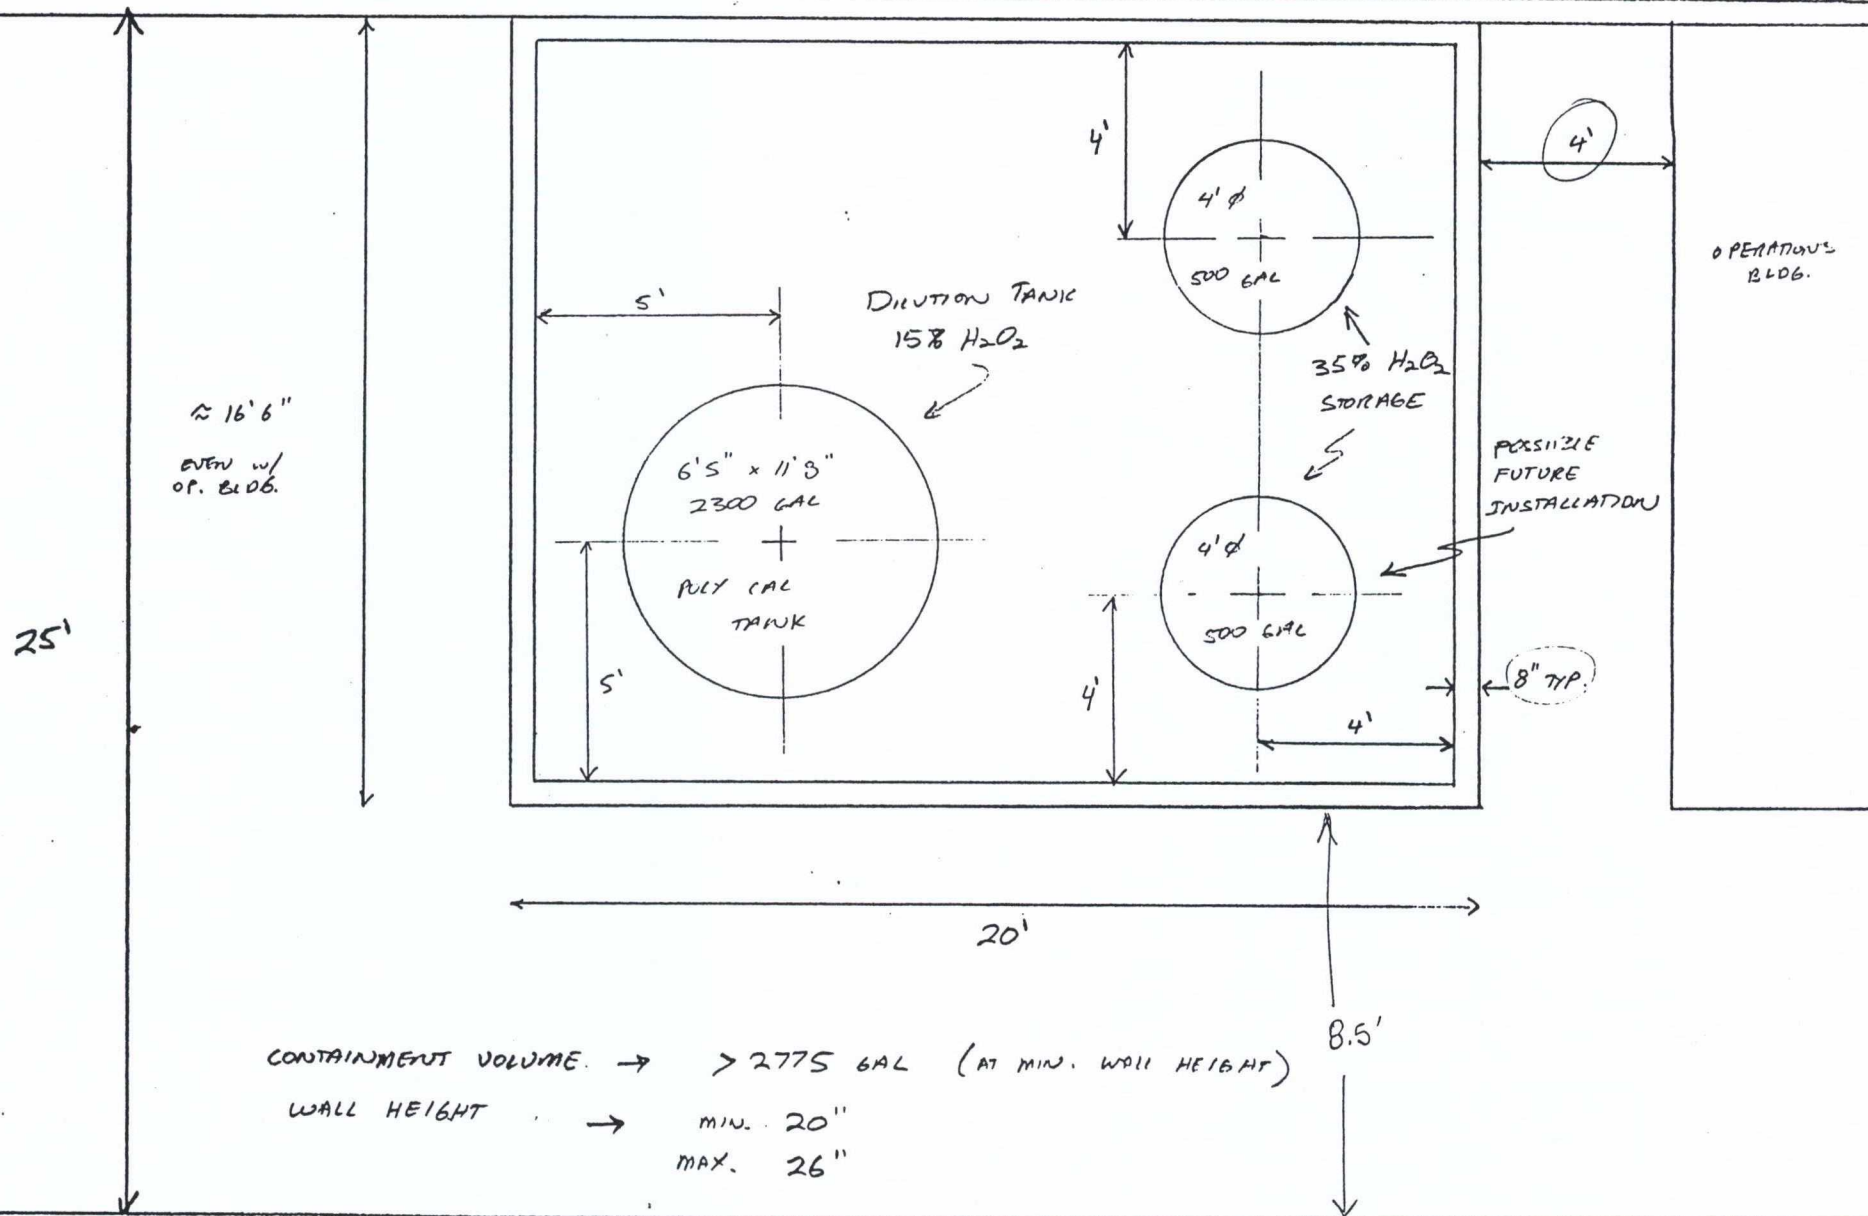 4'
4'
4' ø
500 GAL
OPERATIONS
BLDG.
5'
DILUTION TANK
15% H₂O₂
35% H₂O₂
STORAGE
≈ 16'6"
EVEN W/
OP. BLDG.
6'5" x 11'3"
2300 GAL
POSSIBLE
FUTURE
INSTALLATION
4' ø
POLY CAL
TANK
500 GAL
25'
5'
4'
8" TYP.
4'
20'
8.5'
CONTAINMENT VOLUME. → > 2775 GAL (AT MIN. WALL HEIGHT)
WALL HEIGHT → MIN. 20"
MAX. 26"